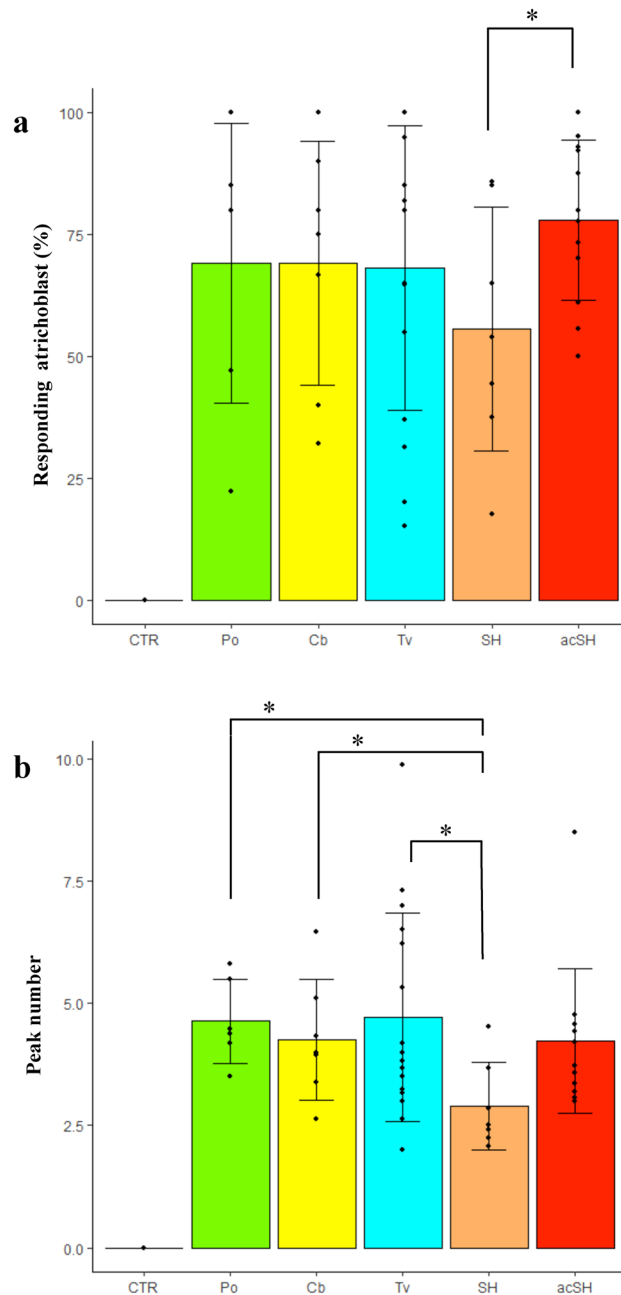 *
a
100
75
50
25
0
Responding atrichoblast (%)
CTR Po Cb Tv SH acSH
*
*
*
b
10.0
7.5
5.0
2.5
0.0
Peak number
CTR Po Cb Tv SH acSH